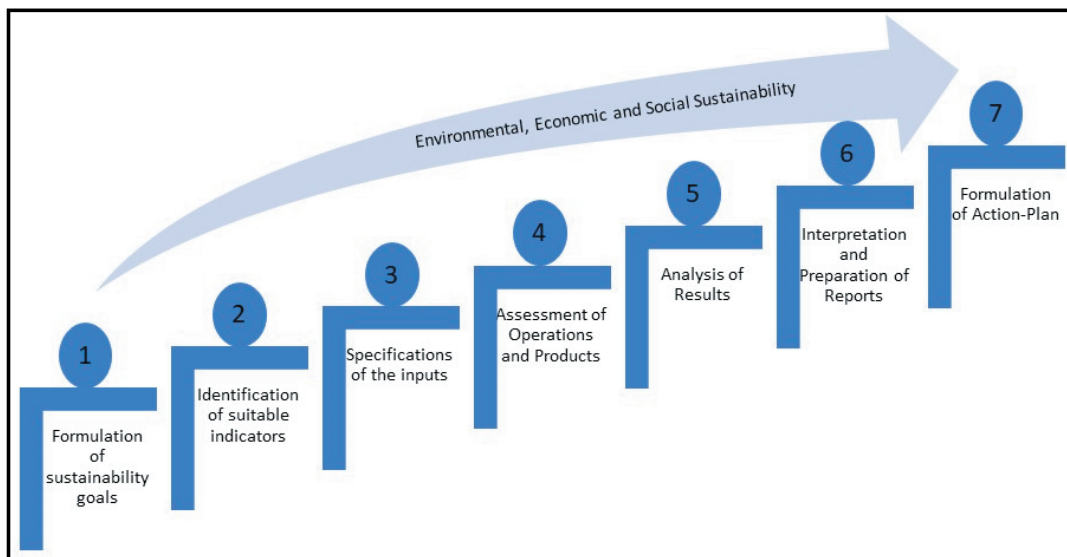 Environmental, Economic and Social Sustainability
1
Formulation
of
sustainability
goals
2
Identification
of suitable
indicators
3
Specifications
of the inputs
4
Assessment of
Operations
and Products
5
Analysis of
Results
6
Interpretation
and
Preparation of
Reports
7
Formulation
of Action-Plan